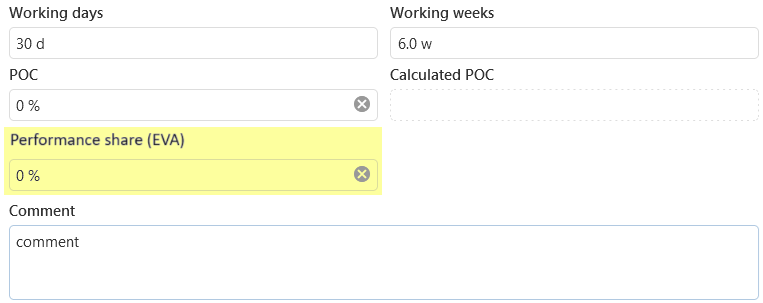 Working days Working weeks
30 d 6.0 w
POC Calculated POC
0 %
Performance share (EVA)
0 %
Comment
comment